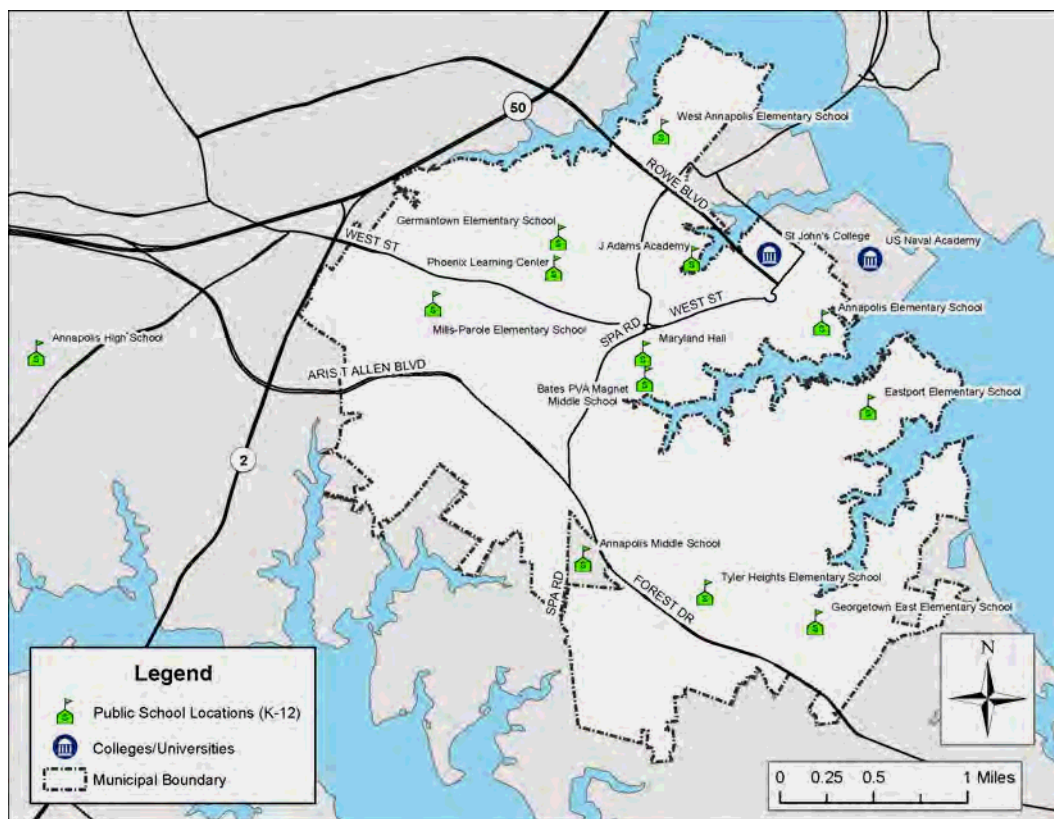 50
West Annapolis Elementary School
ROWE BLVD
Germantown Elementary School
WEST ST
J Adams Academy
St John's College
US Naval Academy
Phoenix Learning Center
WEST ST
Annapolis Elementary School
Mills-Parole Elementary School
SPA RD
Maryland Hall
Annapolis High School
ARIS T ALLEN BLVD
Bates PVA Magnet
Middle School
Eastport Elementary School
2
Annapolis Middle School
Tyler Heights Elementary School
SPA RD
FOREST DR
Georgetown East Elementary School
N
Legend
S Public School Locations (K-12)
Colleges/Universities
Municipal Boundary
0 0.25 0.5 1 Miles